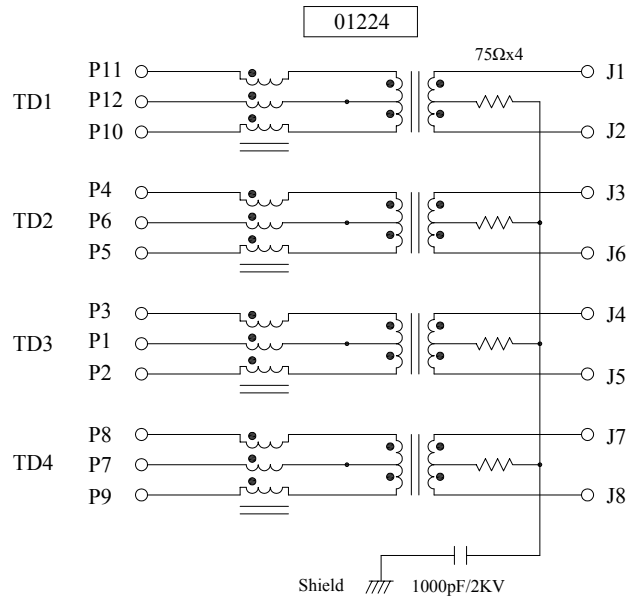 01224
75Ωx4
P11 J1
TD1 P12
P10 J2
P4 J3
TD2 P6
P5 J6
P3 J4
TD3 P1
P2 J5
P8 J7
TD4 P7
P9 J8
Shield 1000pF/2KV